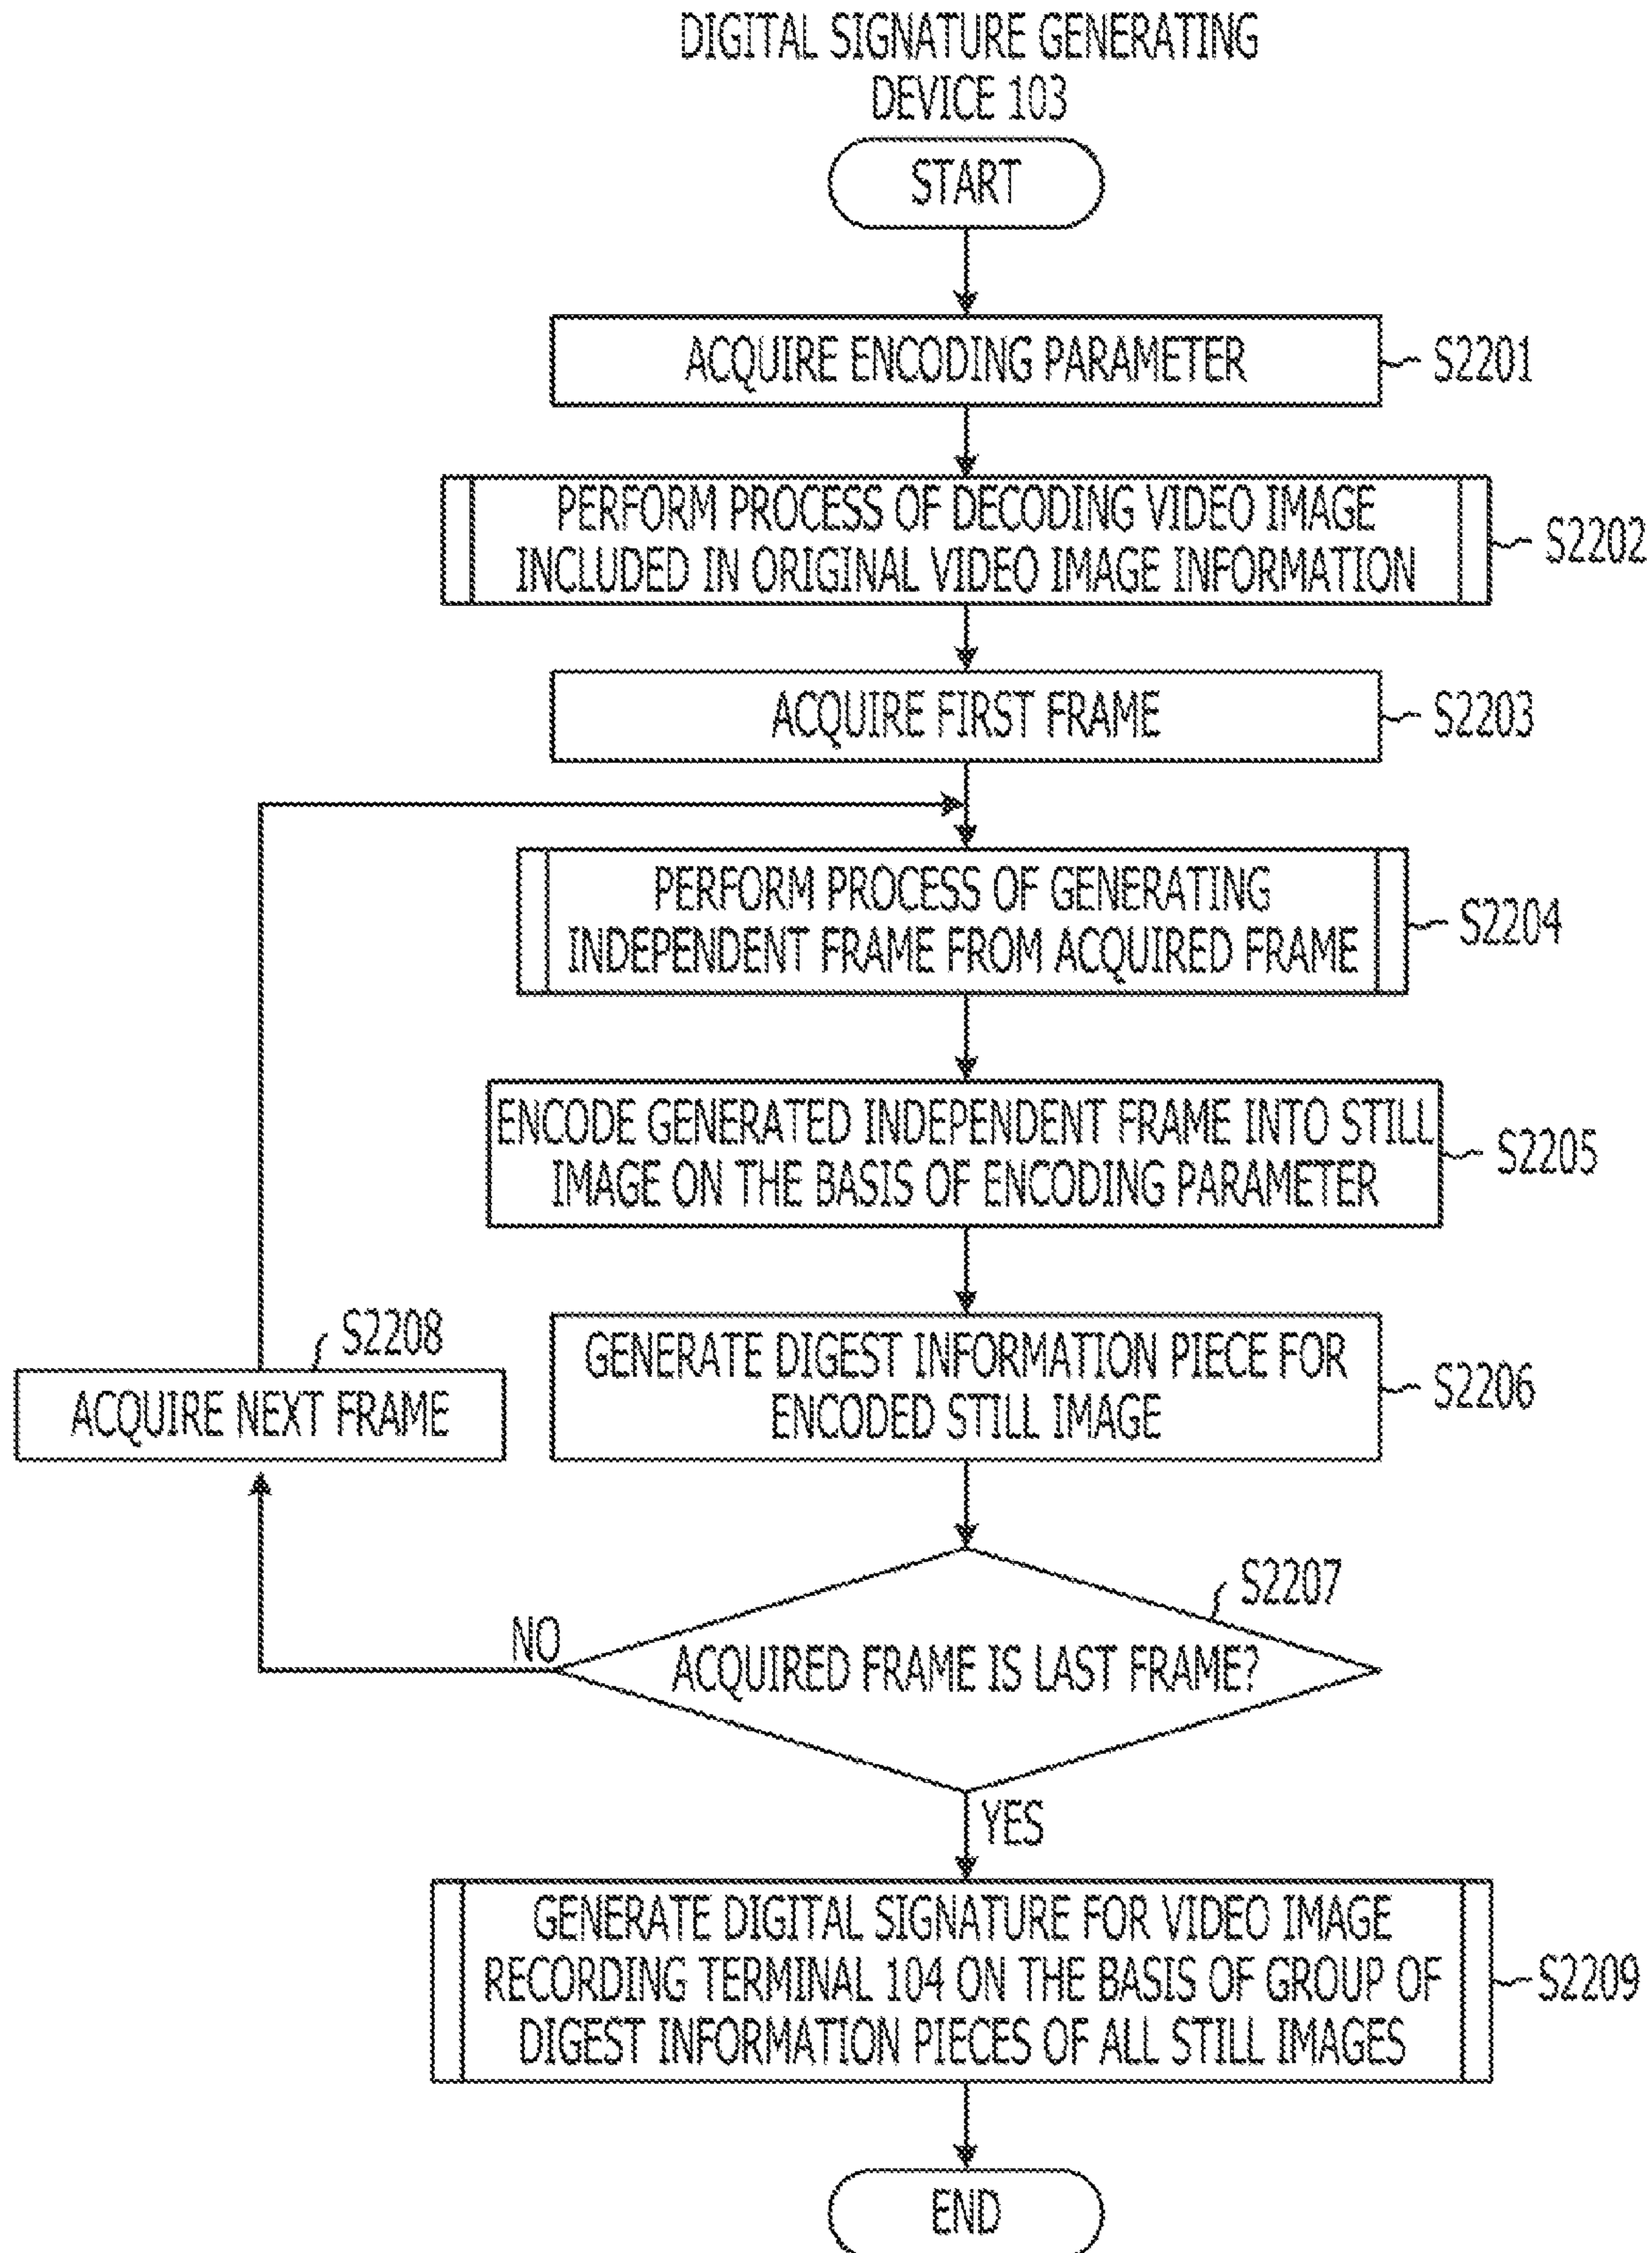 DIGITAL SIGNATURE GENERATING
DEVICE 103
START
ACQUIRE ENCODING PARAMETER
S2201
PERFORM PROCESS OF DECODING VIDEO IMAGE
INCLUDED IN ORIGINAL VIDEO IMAGE INFORMATION
S2202
ACQUIRE FIRST FRAME
S2203
PERFORM PROCESS OF GENERATING
INDEPENDENT FRAME FROM ACQUIRED FRAME
S2204
ENCODE GENERATED INDEPENDENT FRAME INTO STILL
IMAGE ON THE BASIS OF ENCODING PARAMETER
S2205
GENERATE DIGEST INFORMATION PIECE FOR
ENCODED STILL IMAGE
S2206
S2208
ACQUIRE NEXT FRAME
S2207
NO
ACQUIRED FRAME IS LAST FRAME?
YES
GENERATE DIGITAL SIGNATURE FOR VIDEO IMAGE
RECORDING TERMINAL 104 ON THE BASIS OF GROUP OF
DIGEST INFORMATION PIECES OF ALL STILL IMAGES
S2209
END